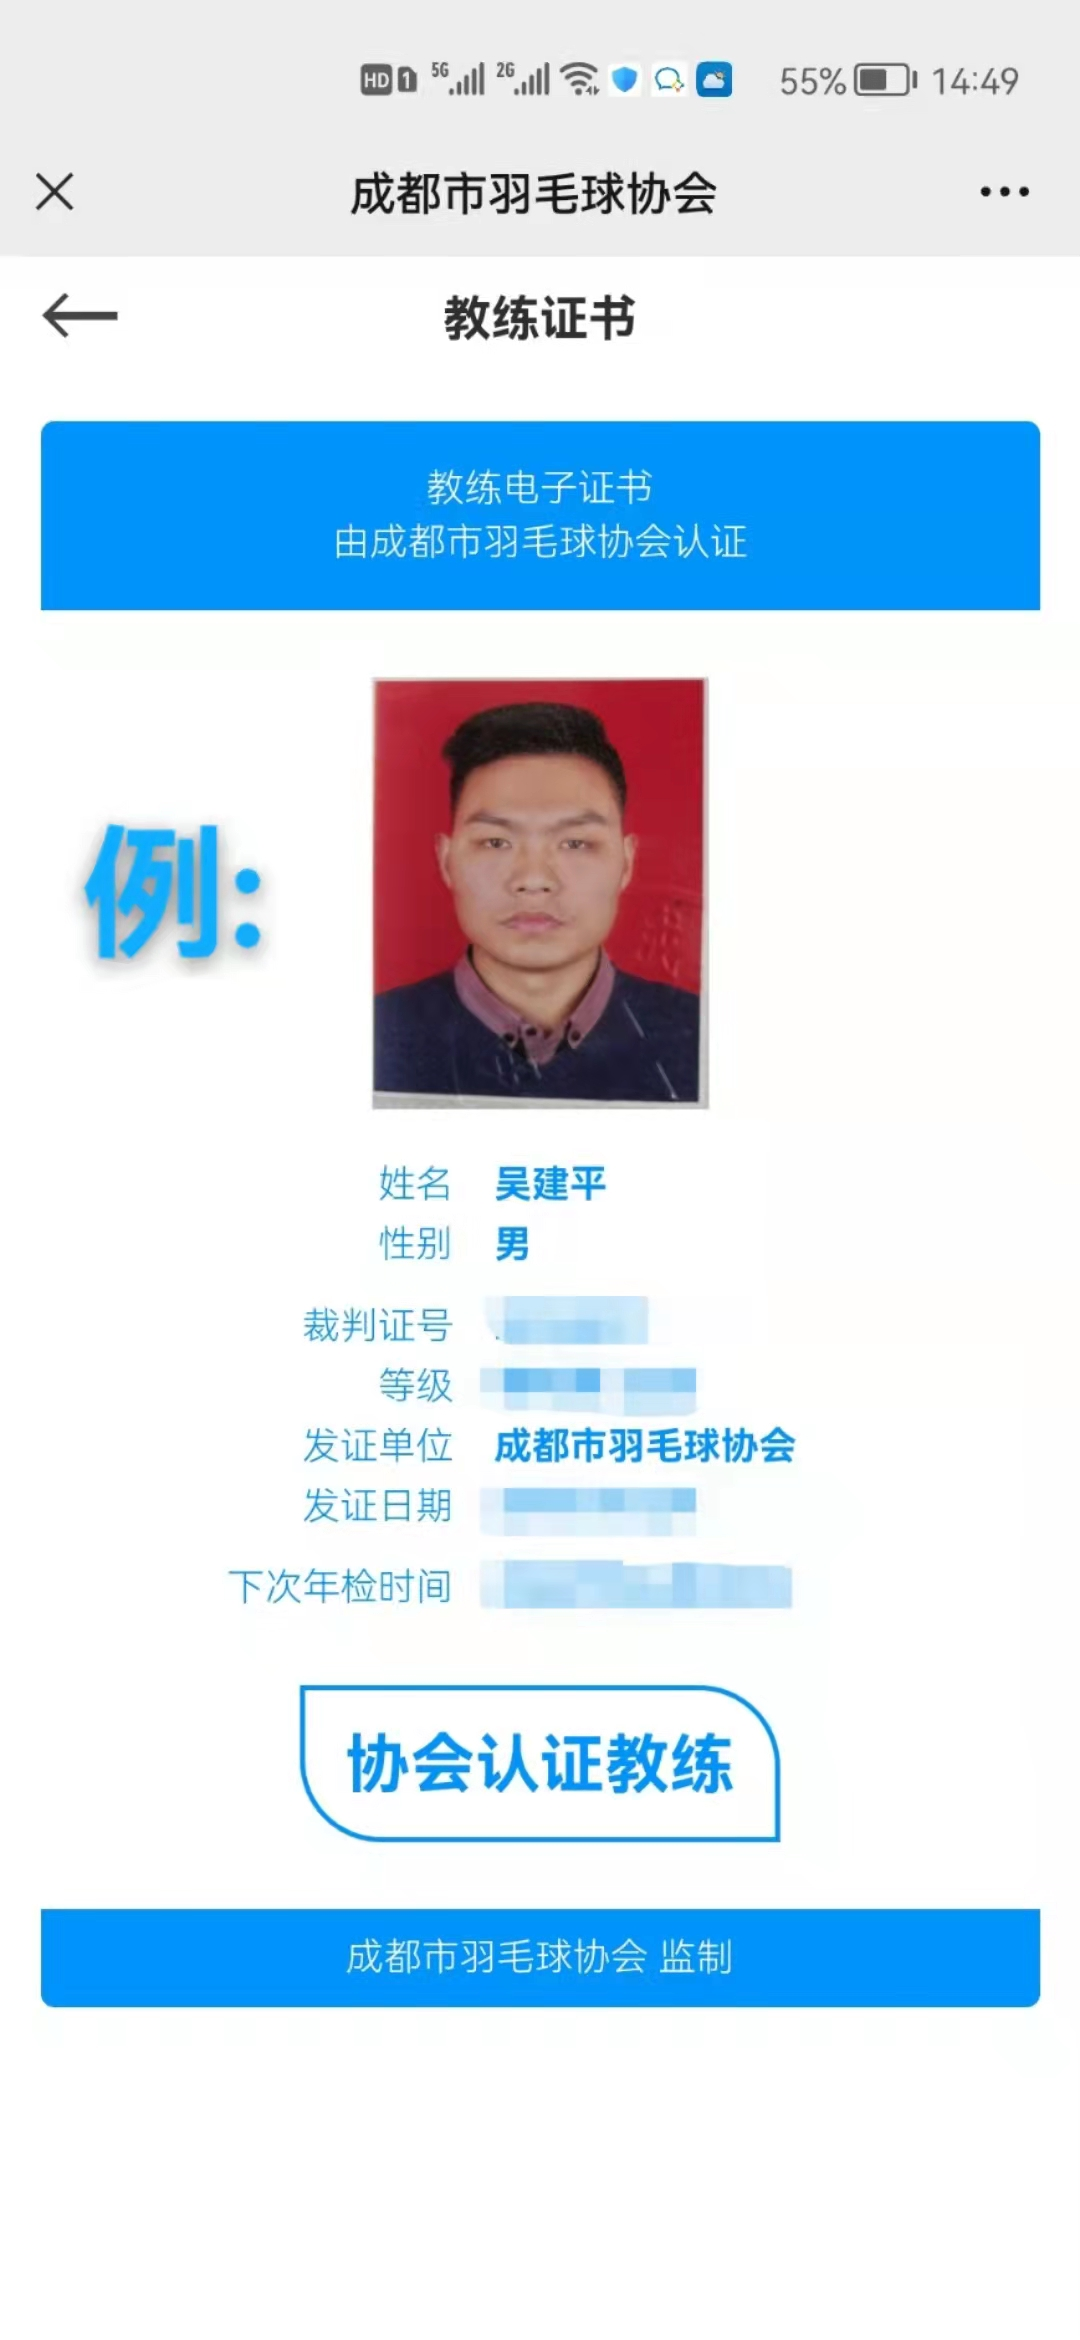 HD 1 5G 2G 55% 14:49
成都市羽毛球协会
教练证书
教练电子证书
由成都市羽毛球协会认证
例:
姓名 吴建平
性别 男
裁判证号
等级
发证单位 成都市羽毛球协会
发证日期
下次年检时间
协会认证教练
成都市羽毛球协会 监制